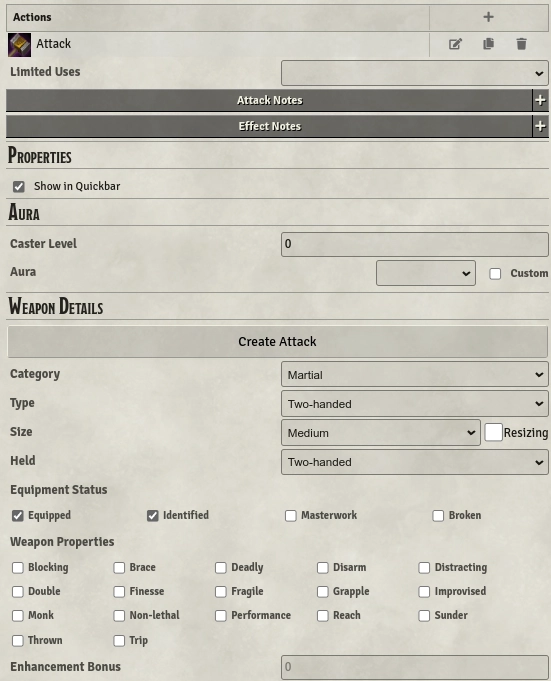 Actions +
Attack
Limited Uses
Attack Notes +
Effect Notes +
Properties
Show in Quickbar
Aura
Caster Level 0
Aura Custom
Weapon Details
Create Attack
Category Martial
Type Two-handed
Size Medium Resizing
Held Two-handed
Equipment Status
Equipped Identified Masterwork Broken
Weapon Properties
Blocking Brace Deadly Disarm Distracting
Double Finesse Fragile Grapple Improvised
Monk Non-lethal Performance Reach Sunder
Thrown Trip
Enhancement Bonus 0